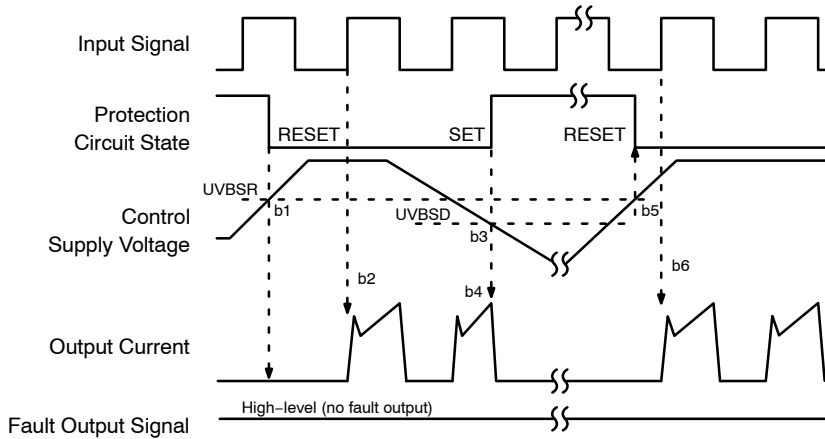 Input Signal
Protection
Circuit State
RESET
SET
RESET
UVBSR
b1
UVBSD
b3
b5
Control
Supply Voltage
b2
b4
b6
Output Current
High−level (no fault output)
Fault Output Signal